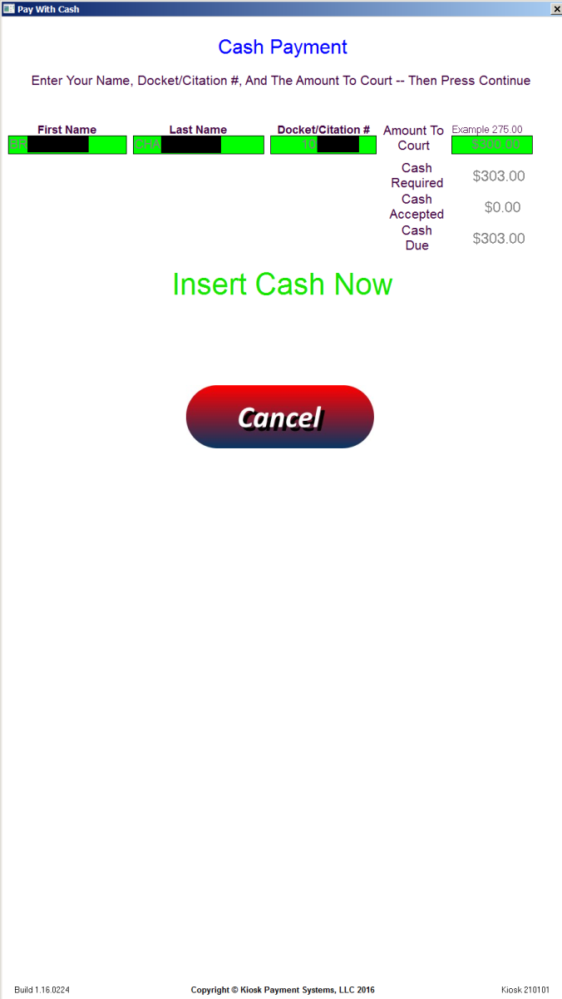 Pay With Cash
Cash Payment
Enter Your Name, Docket/Citation #, And The Amount To Court -- Then Press Continue
First Name Last Name Docket/Citation # Amount To Court Example 275.00
BR CHA 10 $300.00
Cash Required $303.00
Cash Accepted $0.00
Cash Due $303.00
Insert Cash Now
Cancel
Build 1.16.0224 Copyright © Kiosk Payment Systems, LLC 2016 Kiosk 210101